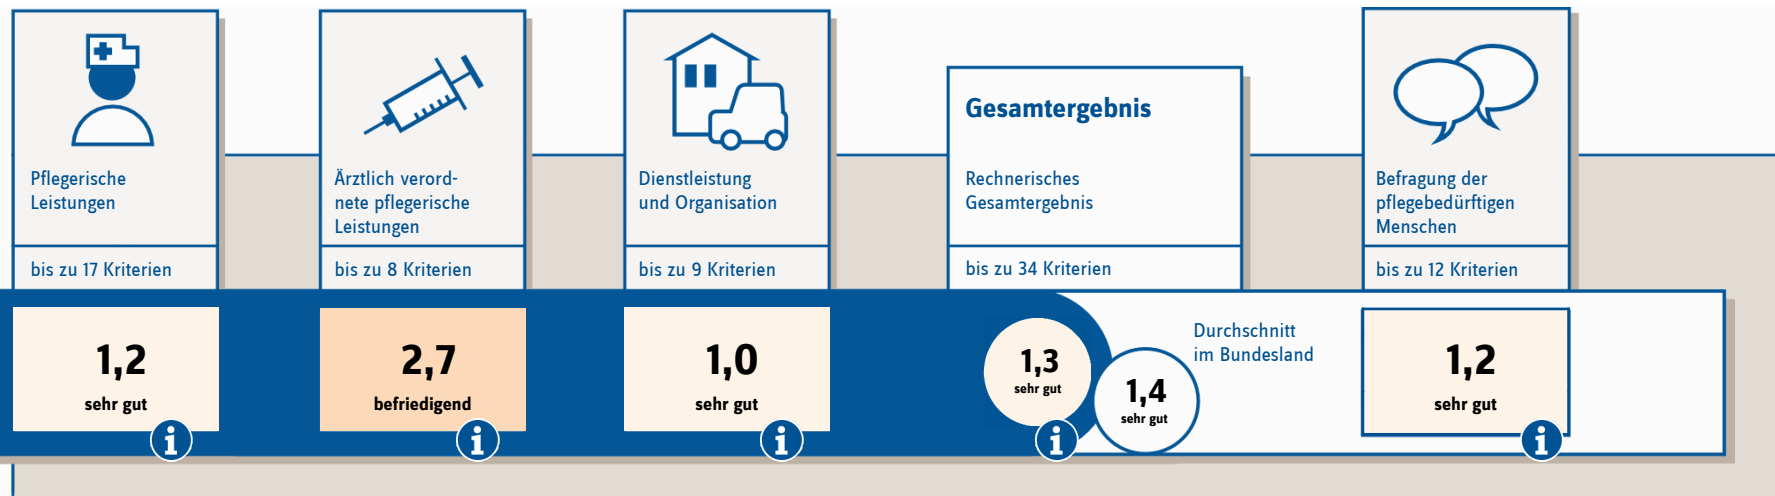 Pflegerische
Leistungen
bis zu 17 Kriterien
1,2
sehr gut
i
Ärztlich verord-
nete pflegerische
Leistungen
bis zu 8 Kriterien
2,7
befriedigend
i
Dienstleistung
und Organisation
bis zu 9 Kriterien
1,0
sehr gut
i
Gesamtergebnis
Rechnerisches
Gesamtergebnis
bis zu 34 Kriterien
1,3
sehr gut
i
Durchschnitt
im Bundesland
1,4
sehr gut
Befragung der
pflegebedürftigen
Menschen
bis zu 12 Kriterien
1,2
sehr gut
i